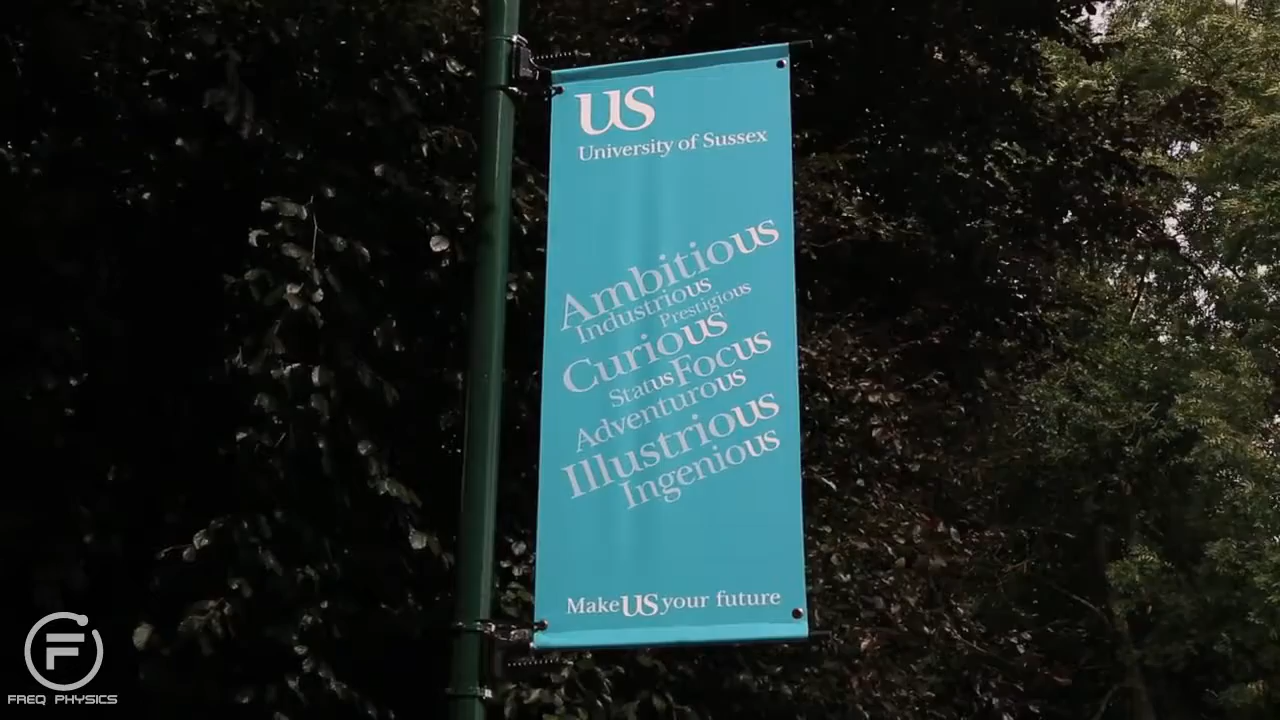 US
University of Sussex
Ambitious
Industrious
Prestigious
Curious
Status Focus
Adventurous
Illustrious
Ingenious
Make US your future
F
FREQ PHYSICS